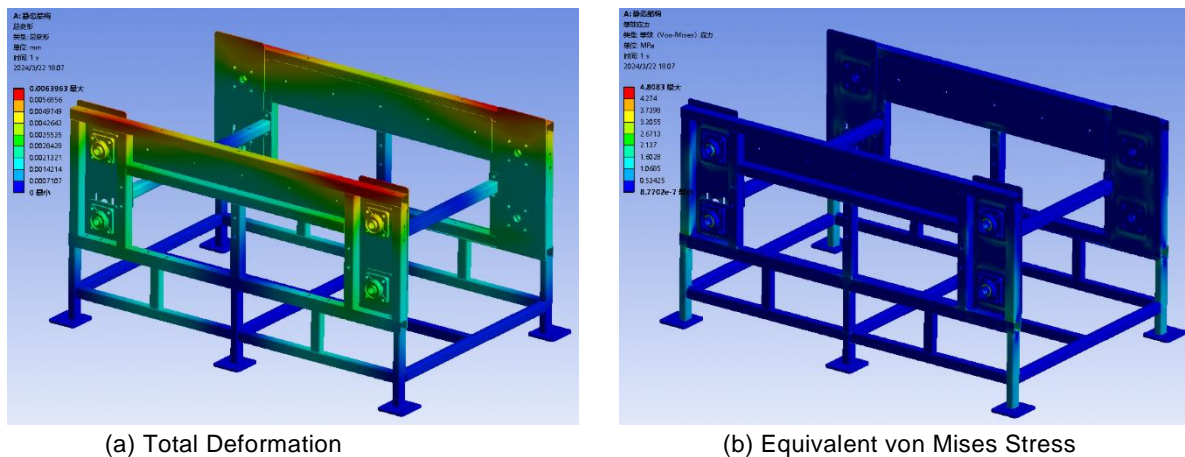 A: 静态结构
总变形
类型: 总变形
单位: mm
时间: 1 s
2024/3/22 18:07
0.0063963 最大
0.0056856
0.0049749
0.0042642
0.0035535
0.0028428
0.0021321
0.0014214
0.0007107
0 最小
A: 静态结构
等效应力
类型: 等效（Von-Mises）应力
单位: MPa
时间: 1 s
2024/3/22 18:07
4.8083 最大
4.274
3.7398
3.2055
2.6713
2.137
1.6028
1.0685
0.53425
8.7702e-7 最小
(a) Total Deformation
(b) Equivalent von Mises Stress